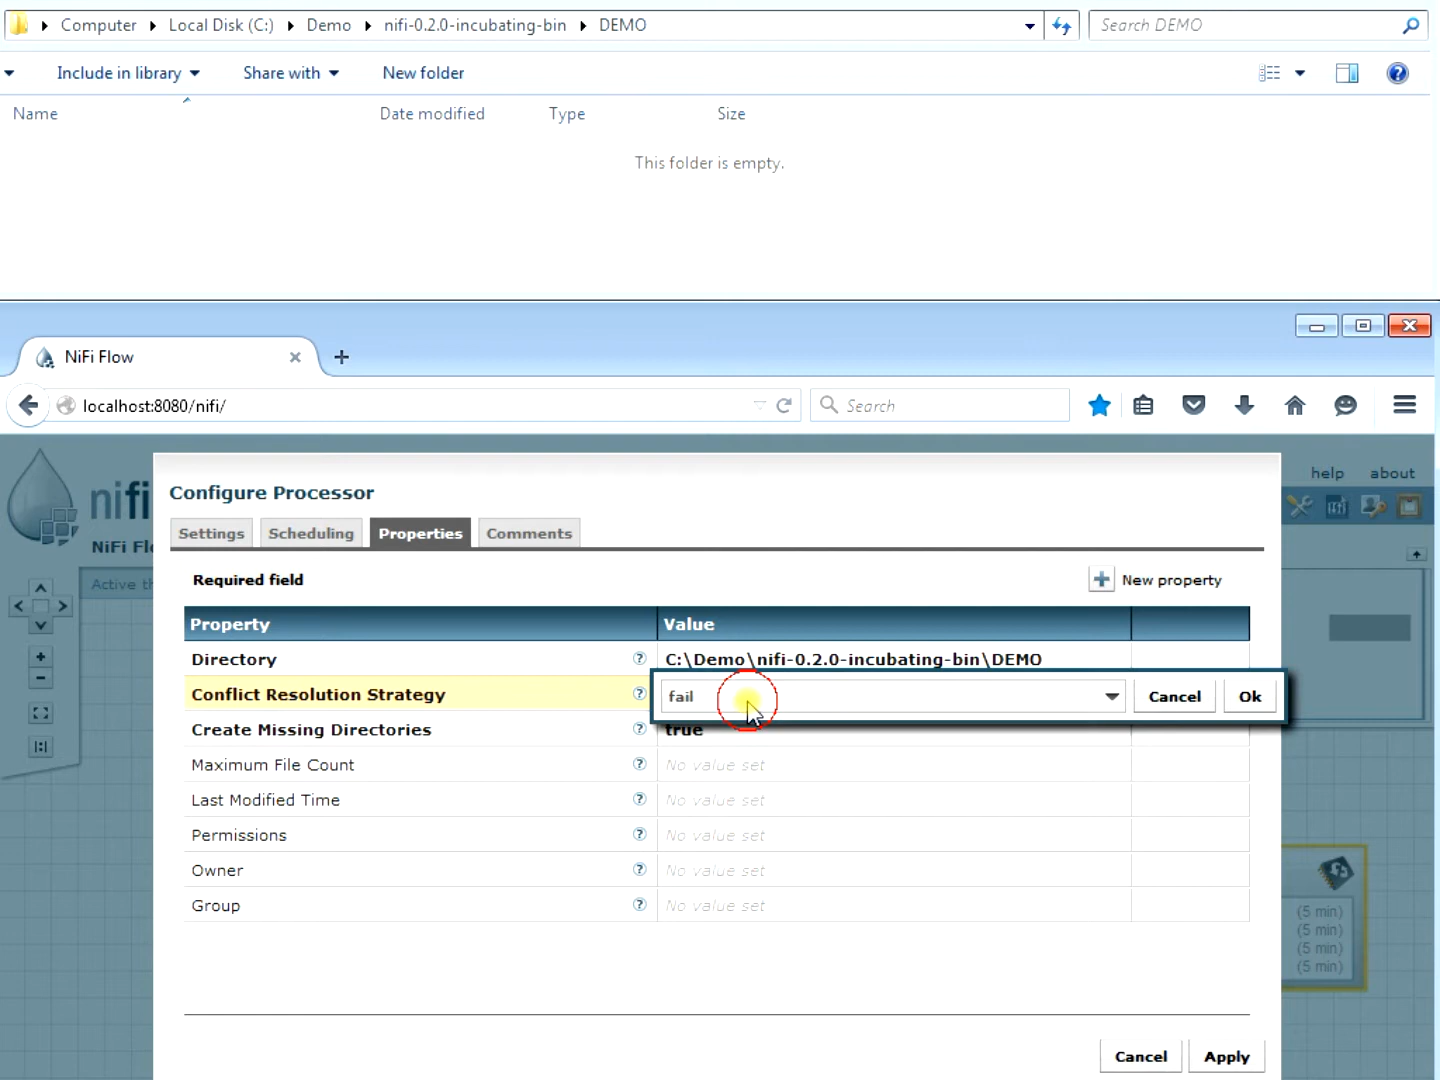 Computer Local Disk (C:) Demo nifi-0.2.0-incubating-bin DEMO Search DEMO
Include in library Share with New folder
Name Date modified Type Size
This folder is empty.
NiFi Flow
localhost:8080/nifi/ Search
help about
nifi
Configure Processor
Settings Scheduling Properties Comments
NiFi Flo
Active th
Required field New property
Property Value
Directory C:\Demo\nifi-0.2.0-incubating-bin\DEMO
Conflict Resolution Strategy fail Cancel Ok
Create Missing Directories true
Maximum File Count No value set
Last Modified Time No value set
Permissions No value set
Owner No value set
Group No value set
(5 min)
(5 min)
(5 min)
(5 min)
Cancel Apply